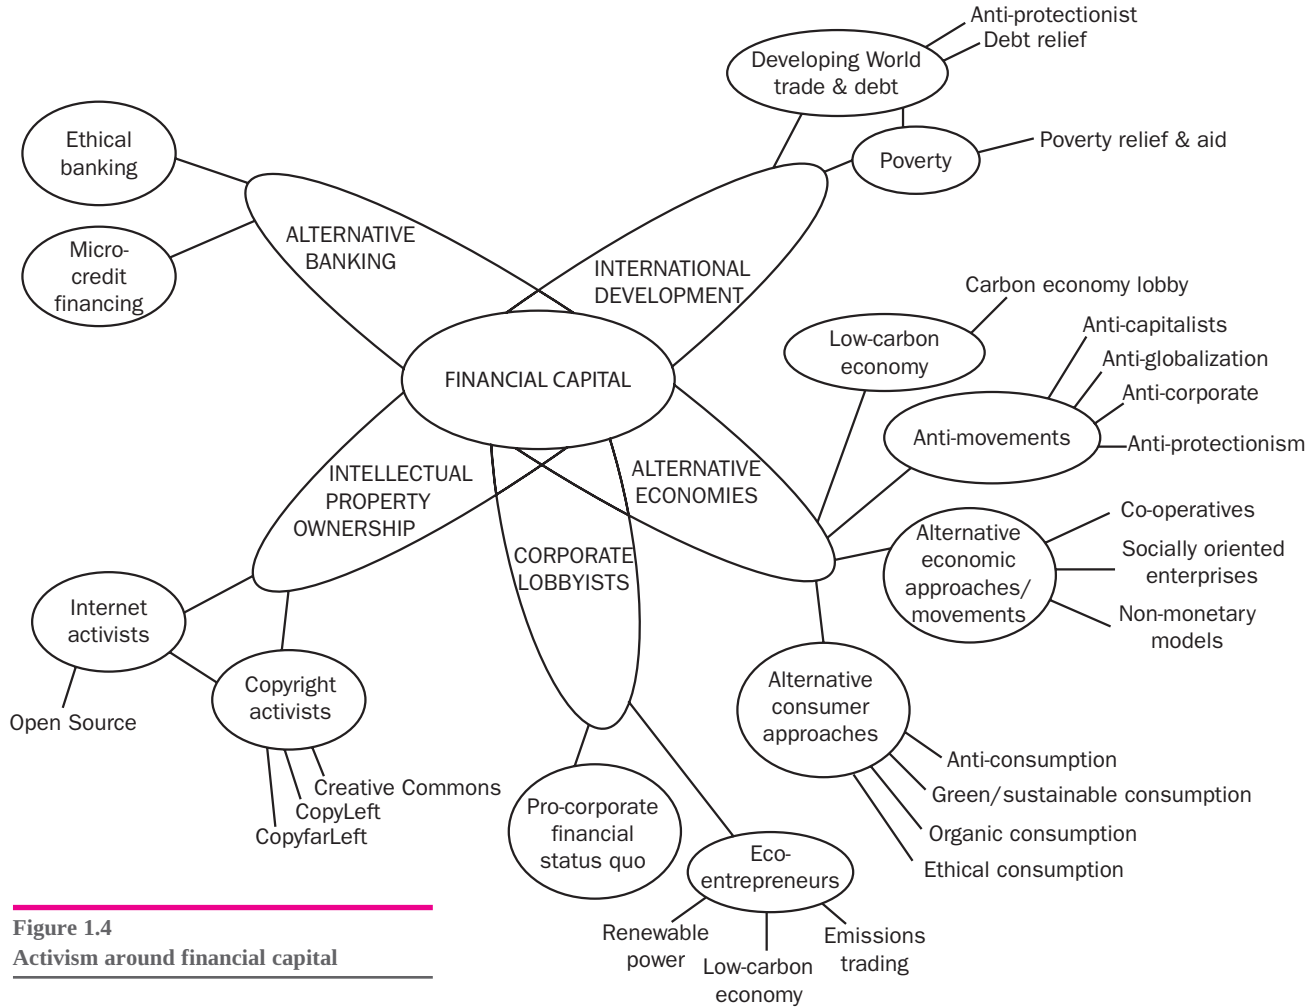 Anti-protectionist
Debt relief
Developing World
trade & debt
Poverty
Poverty relief & aid
Ethical
banking
Micro-
credit
financing
ALTERNATIVE
BANKING
INTERNATIONAL
DEVELOPMENT
FINANCIAL CAPITAL
Carbon economy lobby
Low-carbon
economy
Anti-capitalists
Anti-globalization
Anti-corporate
Anti-protectionism
Anti-movements
ALTERNATIVE
ECONOMIES
Alternative
economic
approaches/
movements
Co-operatives
Socially oriented
enterprises
Non-monetary
models
Alternative
consumer
approaches
Anti-consumption
Green/sustainable consumption
Organic consumption
Ethical consumption
INTELLECTUAL
PROPERTY
OWNERSHIP
CORPORATE
LOBBYISTS
Internet
activists
Open Source
Copyright
activists
Creative Commons
CopyLeft
CopyfarLeft
Pro-corporate
financial
status quo
Eco-
entrepreneurs
Renewable
power
Low-carbon
economy
Emissions
trading
Figure 1.4
Activism around financial capital